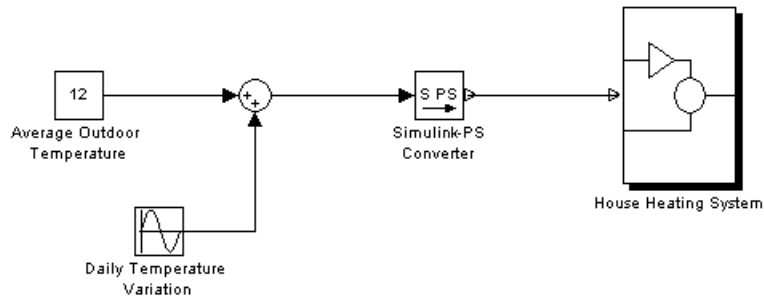 12
Average Outdoor
Temperature
+
+
S PS
Simulink-PS
Converter
House Heating System
Daily Temperature
Variation